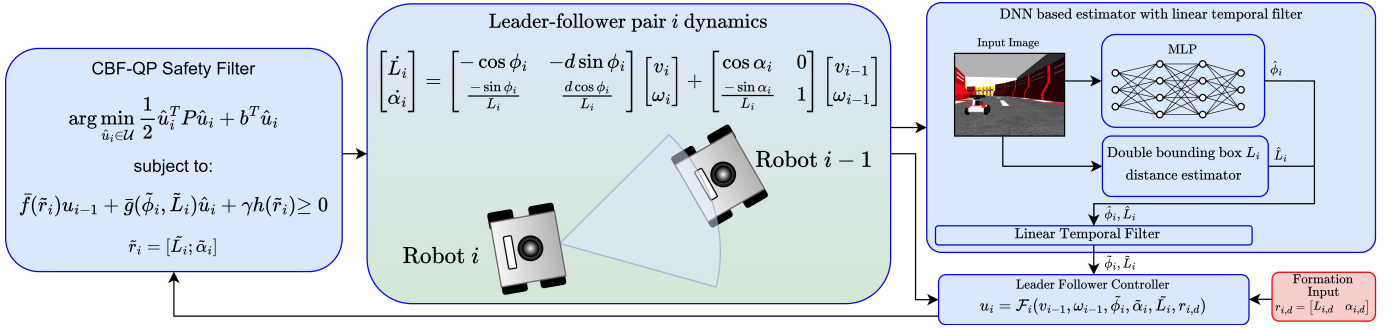 CBF-QP Safety Filter
arg min_{û_i∈𝒰} 1/2 û_i^T P û_i + b^T û_i
subject to:
f̄(r̃_i)u_{i−1} + ḡ(ϕ̃_i, L̃_i)û_i + γh(r̃_i) ≥ 0
r̃_i = [L̃_i; α̃_i]
Leader-follower pair i dynamics
[L̇_i; α̇_i] = [−cos ϕ_i  −d sin ϕ_i; −sin ϕ_i/L_i  d cos ϕ_i/L_i] [v_i; ω_i] + [cos α_i  0; −sin α_i/L_i  1] [v_{i−1}; ω_{i−1}]
Robot i − 1
Robot i
DNN based estimator with linear temporal filter
Input Image
MLP
ϕ̂_i
Double bounding box L_i
distance estimator
L̂_i
ϕ̂_i, L̂_i
Linear Temporal Filter
ϕ̃_i, L̃_i
Leader Follower Controller
u_i = ℱ_i(v_{i−1}, ω_{i−1}, ϕ̃_i, α̃_i, L̃_i, r_{i,d})
Formation
Input
r_{i,d} = [L_{i,d}  α_{i,d}]